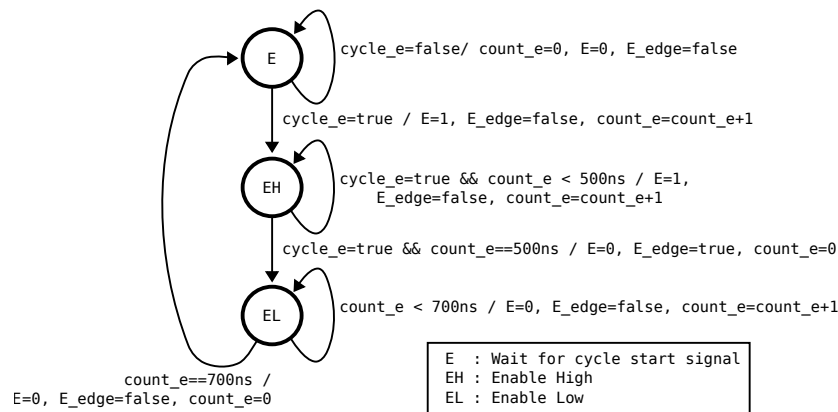 E
cycle_e=false/ count_e=0, E=0, E_edge=false
cycle_e=true / E=1, E_edge=false, count_e=count_e+1
EH
cycle_e=true && count_e < 500ns / E=1,
E_edge=false, count_e=count_e+1
cycle_e=true && count_e==500ns / E=0, E_edge=true, count_e=0
EL
count_e < 700ns / E=0, E_edge=false, count_e=count_e+1
count_e==700ns /
E=0, E_edge=false, count_e=0
E : Wait for cycle start signal
EH : Enable High
EL : Enable Low